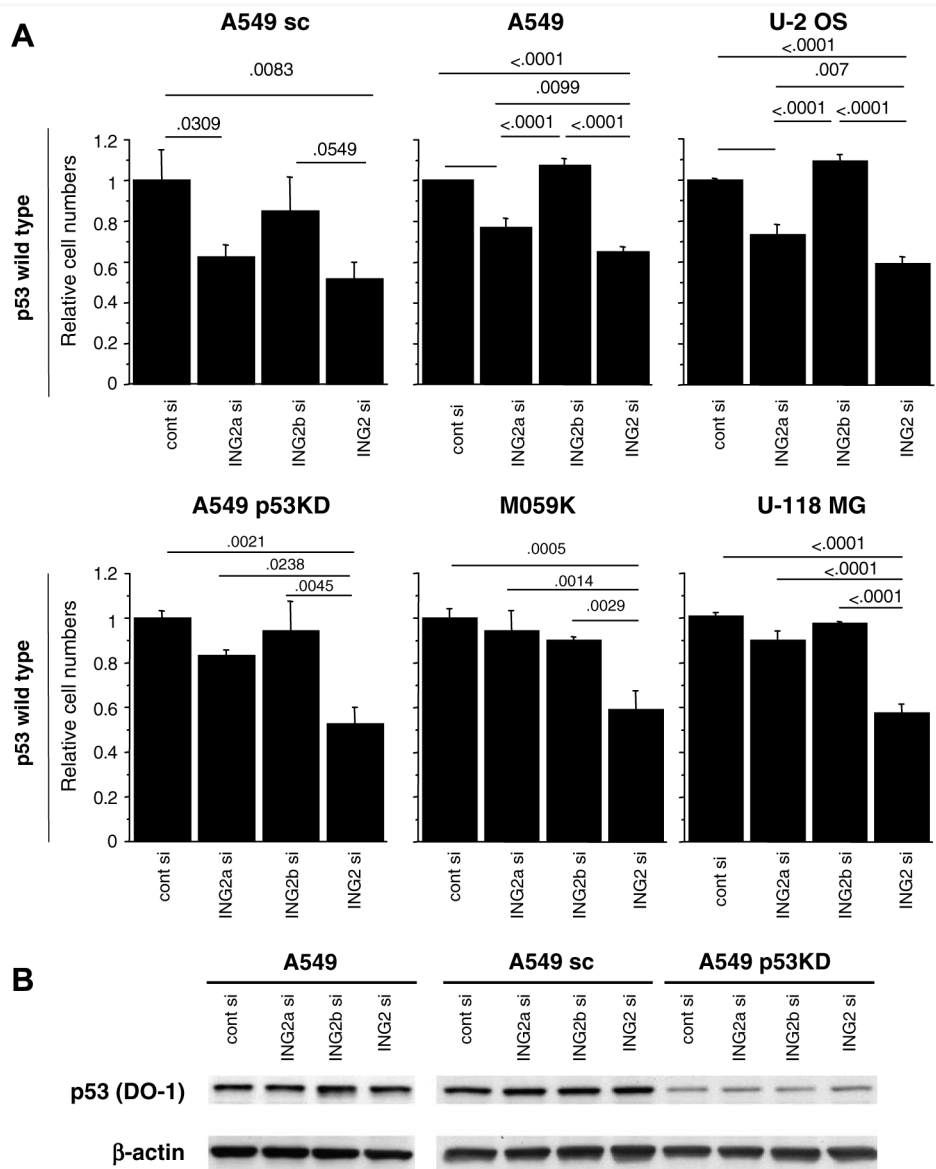 A
A549 sc
A549
U-2 OS
.0083
.0309
.0549
<.0001
.0099
<.0001
<.0001
<.0001
.007
<.0001
<.0001
p53 wild type
Relative cell numbers
1.2
1
0.8
0.6
0.4
0.2
0
cont si
ING2a si
ING2b si
ING2 si
cont si
ING2a si
ING2b si
ING2 si
cont si
ING2a si
ING2b si
ING2 si
A549 p53KD
M059K
U-118 MG
.0021
.0238
.0045
.0005
.0014
.0029
<.0001
<.0001
<.0001
p53 wild type
Relative cell numbers
1.2
1
0.8
0.6
0.4
0.2
0
cont si
ING2a si
ING2b si
ING2 si
cont si
ING2a si
ING2b si
ING2 si
cont si
ING2a si
ING2b si
ING2 si
B
A549
A549 sc
A549 p53KD
cont si
ING2a si
ING2b si
ING2 si
cont si
ING2a si
ING2b si
ING2 si
cont si
ING2a si
ING2b si
ING2 si
p53 (DO-1)
β-actin